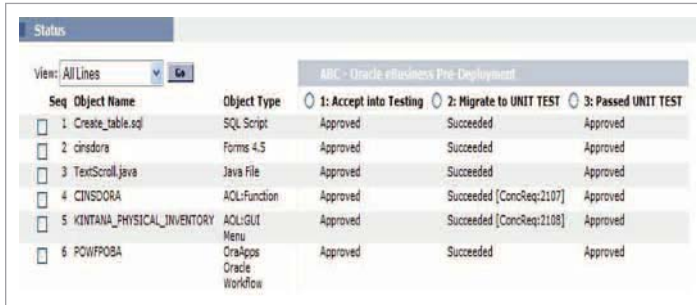 Status
View: All Lines Go
ABC - Oracle eBusiness Pre-Deployment
Seq Object Name Object Type 1: Accept into Testing 2: Migrate to UNIT TEST 3: Passed UNIT TEST
1 Create_table.sql SQL Script Approved Succeeded Approved
2 cinsdora Forms 4.5 Approved Succeeded Approved
3 TextScroll.java Java File Approved Succeeded Approved
4 CINSDORA AOL:Function Approved Succeeded [ConcReq:2107] Approved
5 KINTANA_PHYSICAL_INVENTORY AOL:GUI Menu Approved Succeeded [ConcReq:2108] Approved
6 POWFPOBA OraApps Oracle Workflow Approved Succeeded Approved